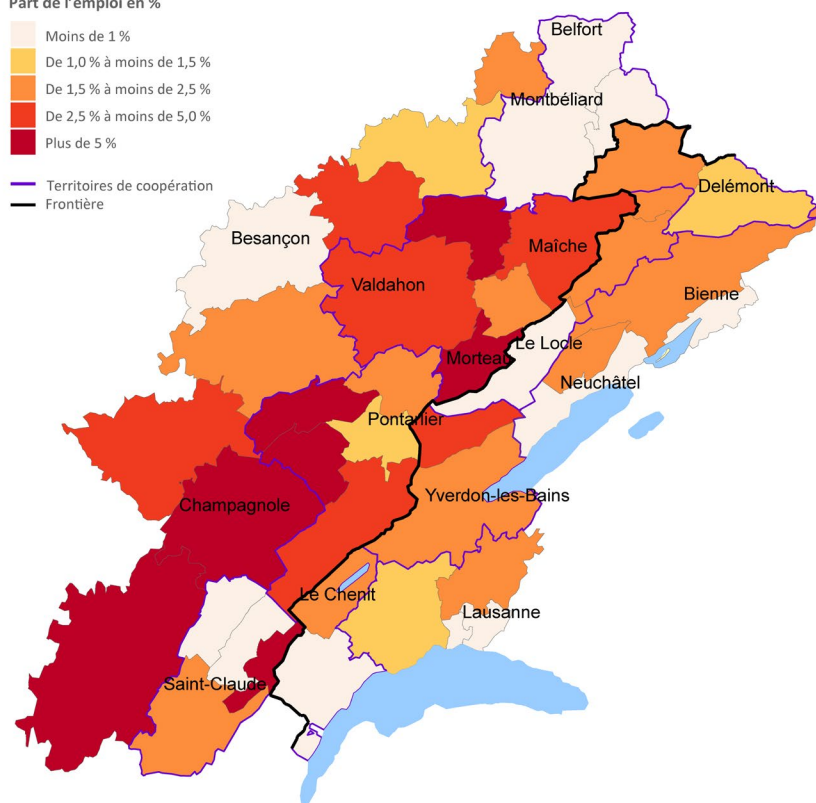 Part de l'emploi en %
Moins de 1 %
De 1,0 % à moins de 1,5 %
De 1,5 % à moins de 2,5 %
De 2,5 % à moins de 5,0 %
Plus de 5 %
Territoires de coopération
Frontière
Belfort
Montbéliard
Delémont
Besançon
Maîche
Valdahon
Bienne
Le Locle
Morteau
Neuchâtel
Pontarlier
Yverdon-les-Bains
Champagnole
Le Chenit
Lausanne
Saint-Claude